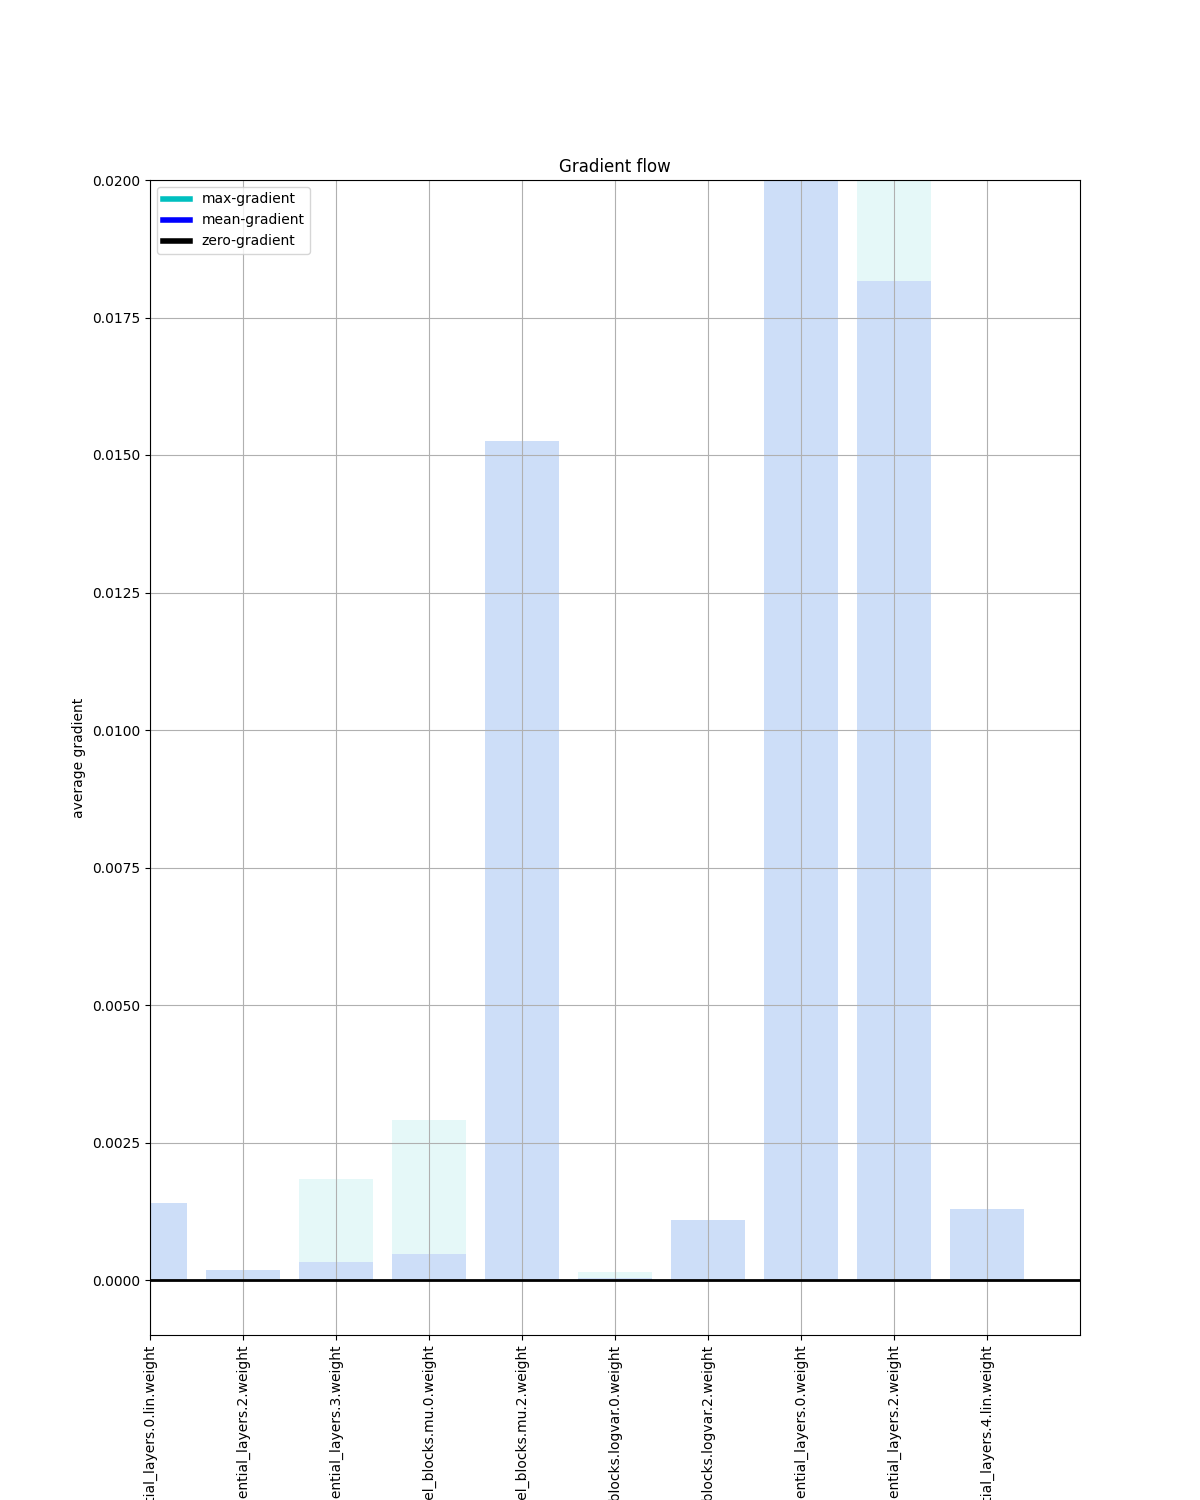 Gradient flow
max-gradient
mean-gradient
zero-gradient
0.0200
0.0175
0.0150
0.0125
0.0100
0.0075
0.0050
0.0025
0.0000
average gradient
tial_layers.0.lin.weight
ential_layers.2.weight
ential_layers.3.weight
el_blocks.mu.0.weight
el_blocks.mu.2.weight
blocks.logvar.0.weight
blocks.logvar.2.weight
ential_layers.0.weight
ential_layers.2.weight
tial_layers.4.lin.weight